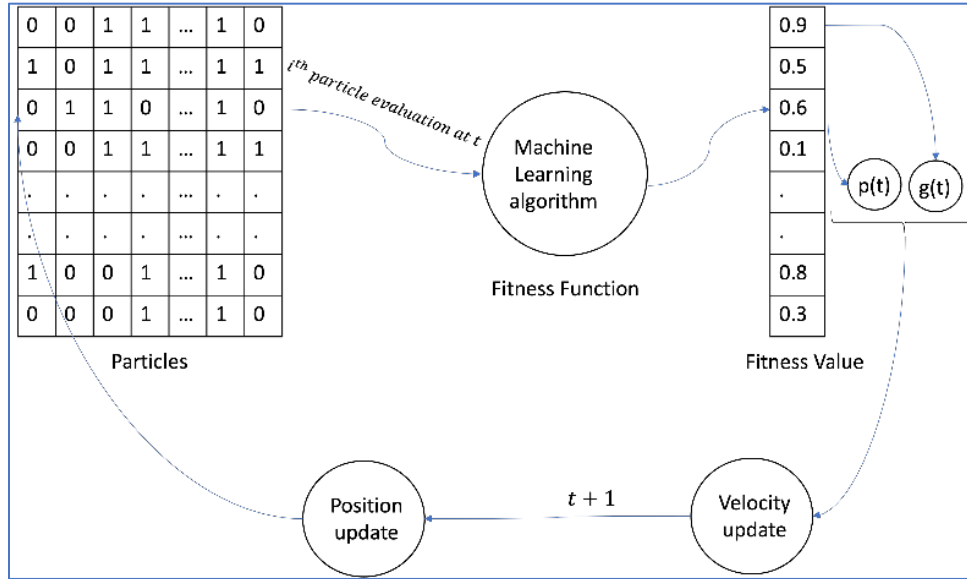 0 0 1 1 ... 1 0
1 0 1 1 ... 1 1
0 1 1 0 ... 1 0
0 0 1 1 ... 1 1
. . . . .... . .
. . . . .... . .
1 0 0 1 ... 1 0
0 0 0 1 ... 1 0
Particles
i^th particle evaluation at t
Machine
Learning
algorithm
Fitness Function
0.9
0.5
0.6
0.1
.
.
0.8
0.3
Fitness Value
p(t)
g(t)
Velocity
update
t + 1
Position
update